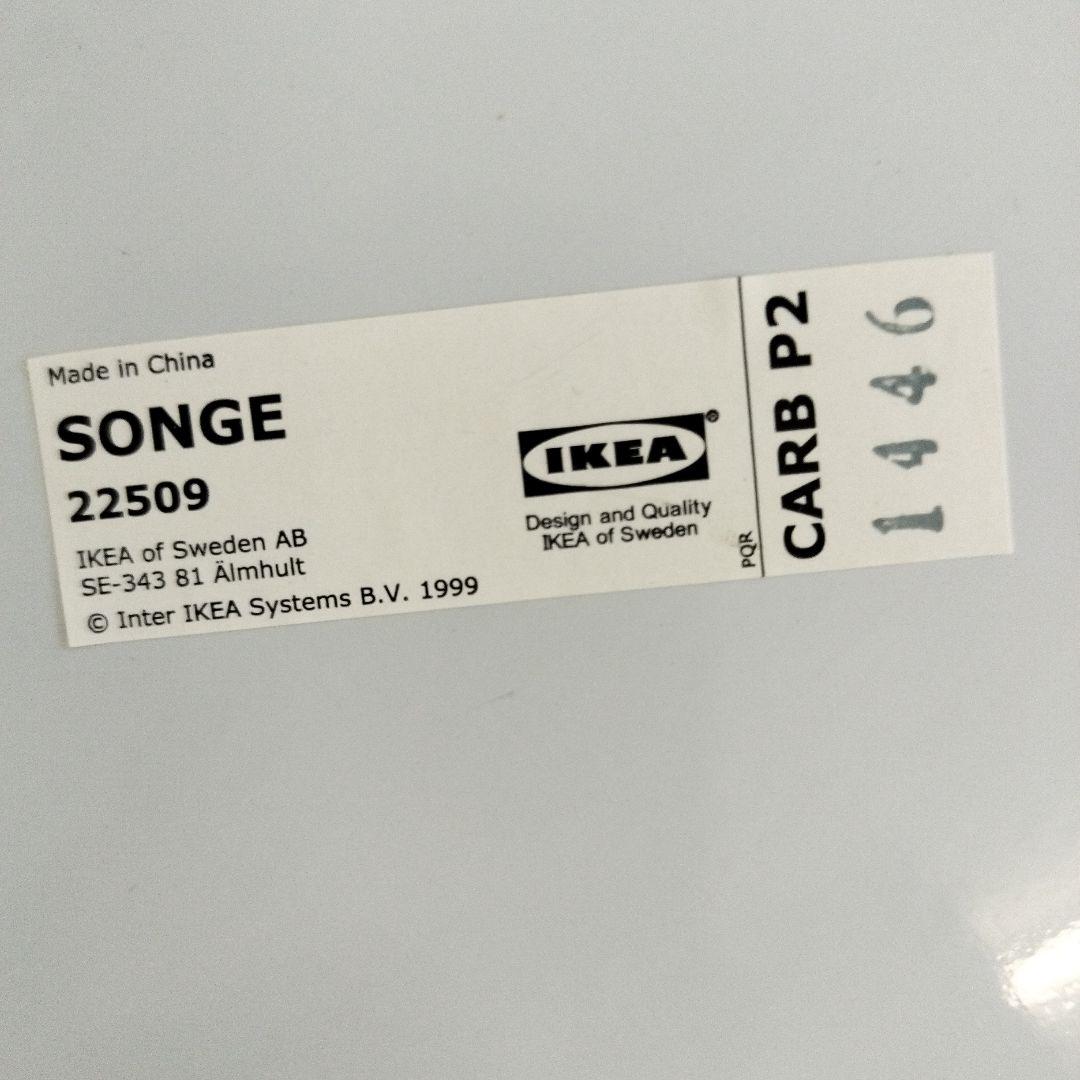 Made in China
SONGE
22509
IKEA of Sweden AB
SE-343 81 Älmhult
© Inter IKEA Systems B.V. 1999
IKEA®
Design and Quality
IKEA of Sweden
PQR
CARB P2
1446